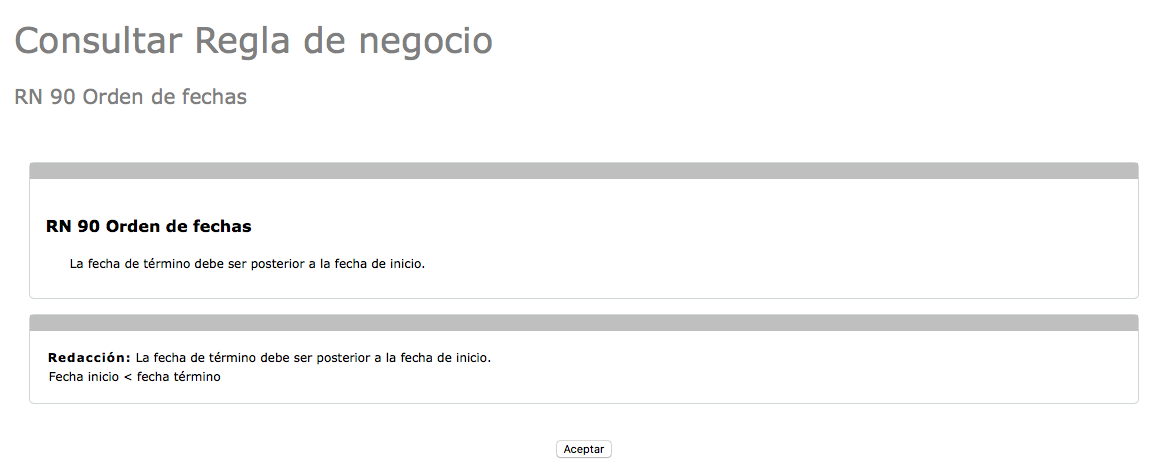 Consultar Regla de negocio
RN 90 Orden de fechas
RN 90 Orden de fechas
La fecha de término debe ser posterior a la fecha de inicio.
Redacción: La fecha de término debe ser posterior a la fecha de inicio.
Fecha inicio < fecha término
Aceptar